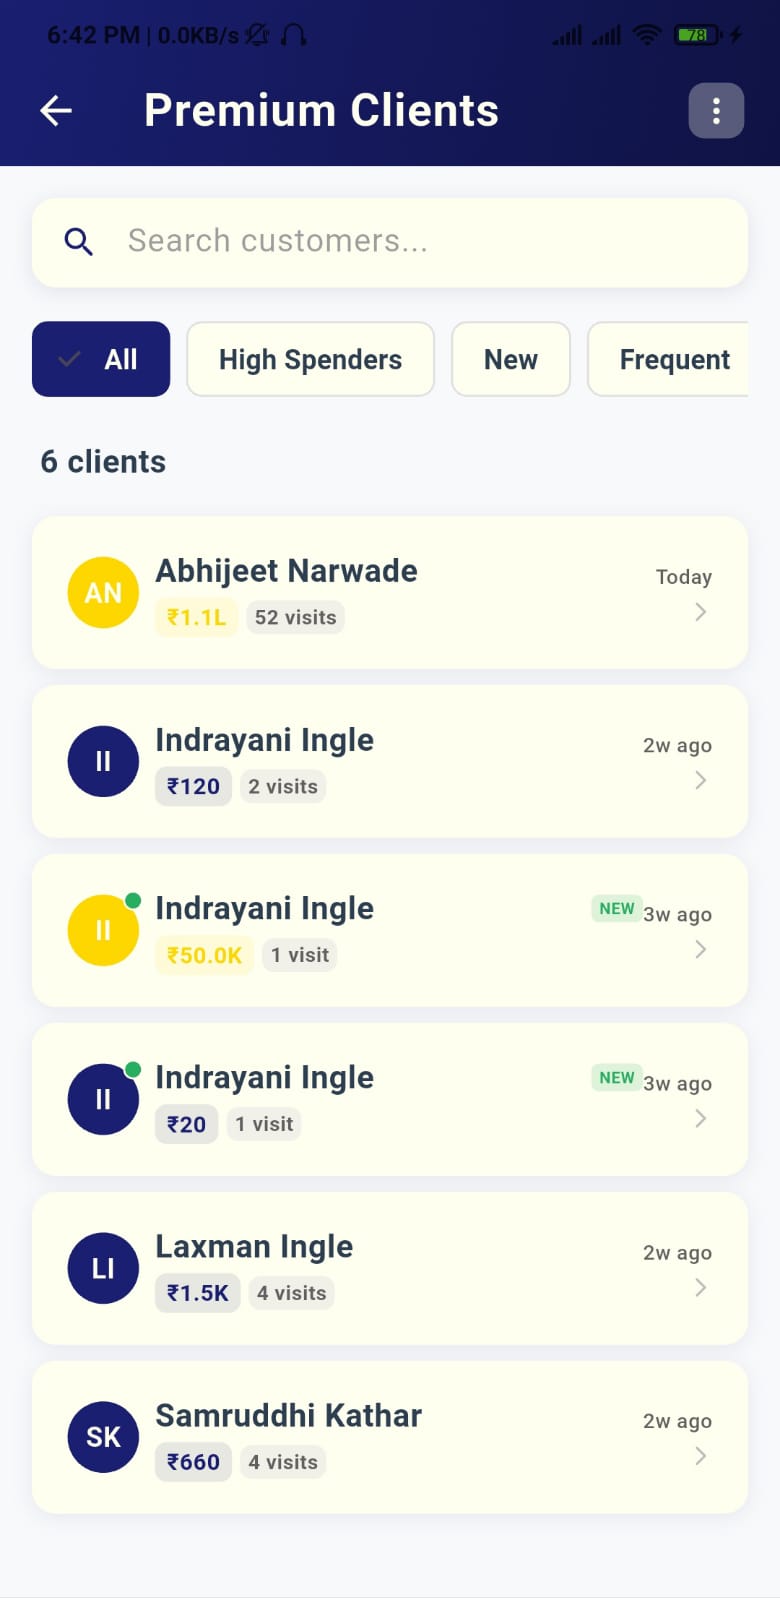 6:42 PM | 0.0KB/s 78
Premium Clients
Search customers...
All High Spenders New Frequent
6 clients
AN Abhijeet Narwade Today
₹1.1L 52 visits
II Indrayani Ingle 2w ago
₹120 2 visits
II Indrayani Ingle NEW 3w ago
₹50.0K 1 visit
II Indrayani Ingle NEW 3w ago
₹20 1 visit
LI Laxman Ingle 2w ago
₹1.5K 4 visits
SK Samruddhi Kathar 2w ago
₹660 4 visits